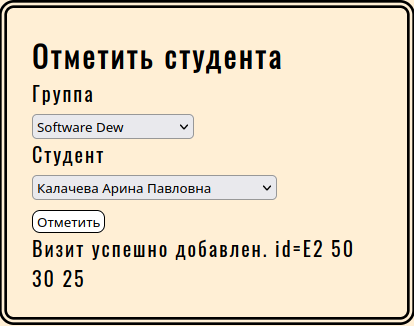 Отметить студента
Группа
Software Dew
Студент
Калачева Арина Павловна
Отметить
Визит успешно добавлен. id=E2 50
30 25